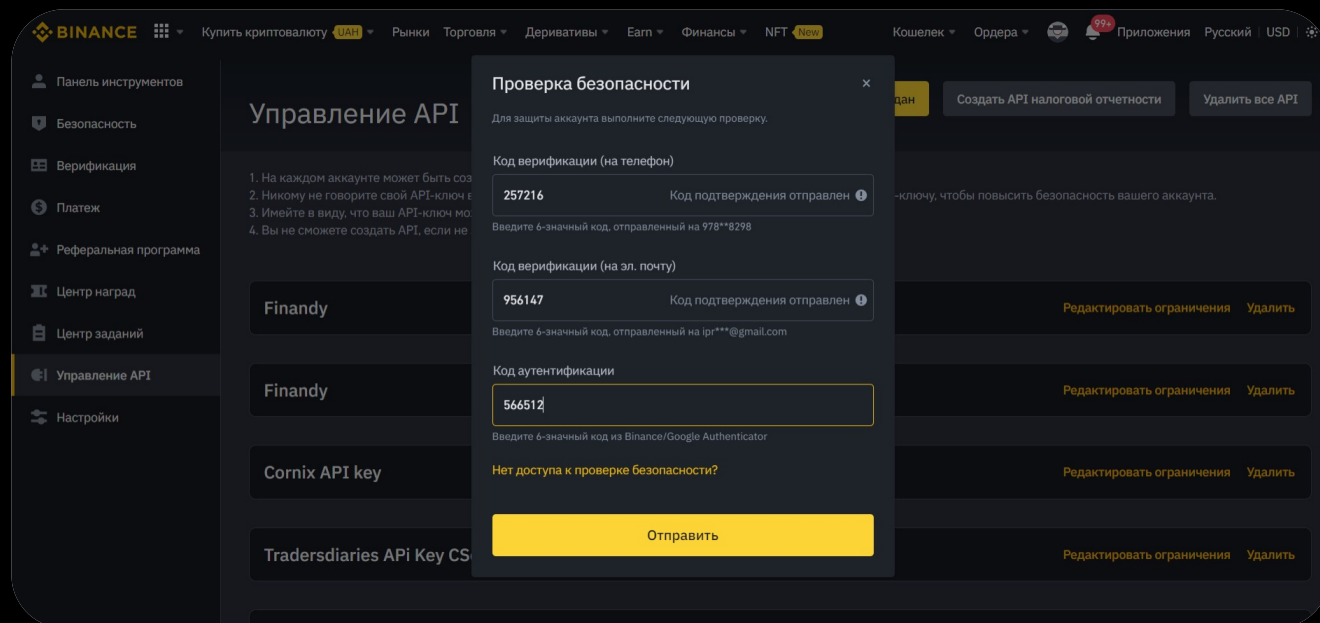 BINANCE
Купить криптовалюту UAH Рынки Торговля Деривативы Earn Финансы NFT New Кошелек Ордера 99+ Приложения Русский USD
Панель инструментов
Безопасность
Верификация
Платеж
Реферальная программа
Центр наград
Центр заданий
Управление API
Настройки
Управление API
дан
Создать API налоговой отчетности
Удалить все API
1. На каждом аккаунте может быть соз
2. Никому не говорите свой API-ключ в
-ключу, чтобы повысить безопасность вашего аккаунта.
3. Имейте в виду, что ваш API-ключ мо
4. Вы не сможете создать API, если не
Finandy
Редактировать ограничения Удалить
Finandy
Редактировать ограничения Удалить
Cornix API key
Редактировать ограничения Удалить
Tradersdiaries APi Key CS
Редактировать ограничения Удалить
Проверка безопасности
Для защиты аккаунта выполните следующую проверку.
Код верификации (на телефон)
257216 Код подтверждения отправлен
Введите 6-значный код, отправленный на 978**8298
Код верификации (на эл. почту)
956147 Код подтверждения отправлен
Введите 6-значный код, отправленный на ipr***@gmail.com
Код аутентификации
566512
Введите 6-значный код из Binance/Google Authenticator
Нет доступа к проверке безопасности?
Отправить